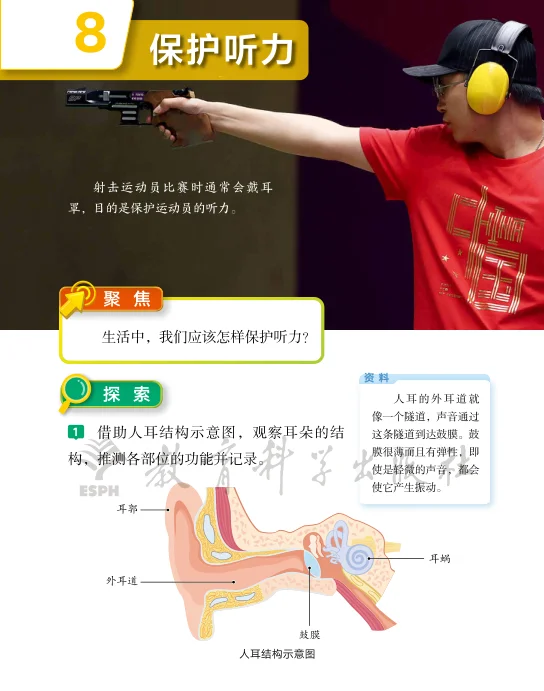 8
保护听力
射击运动员比赛时通常会戴耳
罩，目的是保护运动员的听力。
聚焦
生活中，我们应该怎样保护听力？
探索
1 借助人耳结构示意图，观察耳朵的结
构，推测各部位的功能并记录。
资料
人耳的外耳道就
像一个隧道，声音通过
这条隧道到达鼓膜。鼓
膜很薄而且有弹性，即
使是轻微的声音，都会
使它产生振动。
ESPH 教育科学出版社
耳郭
外耳道
耳蜗
鼓膜
人耳结构示意图